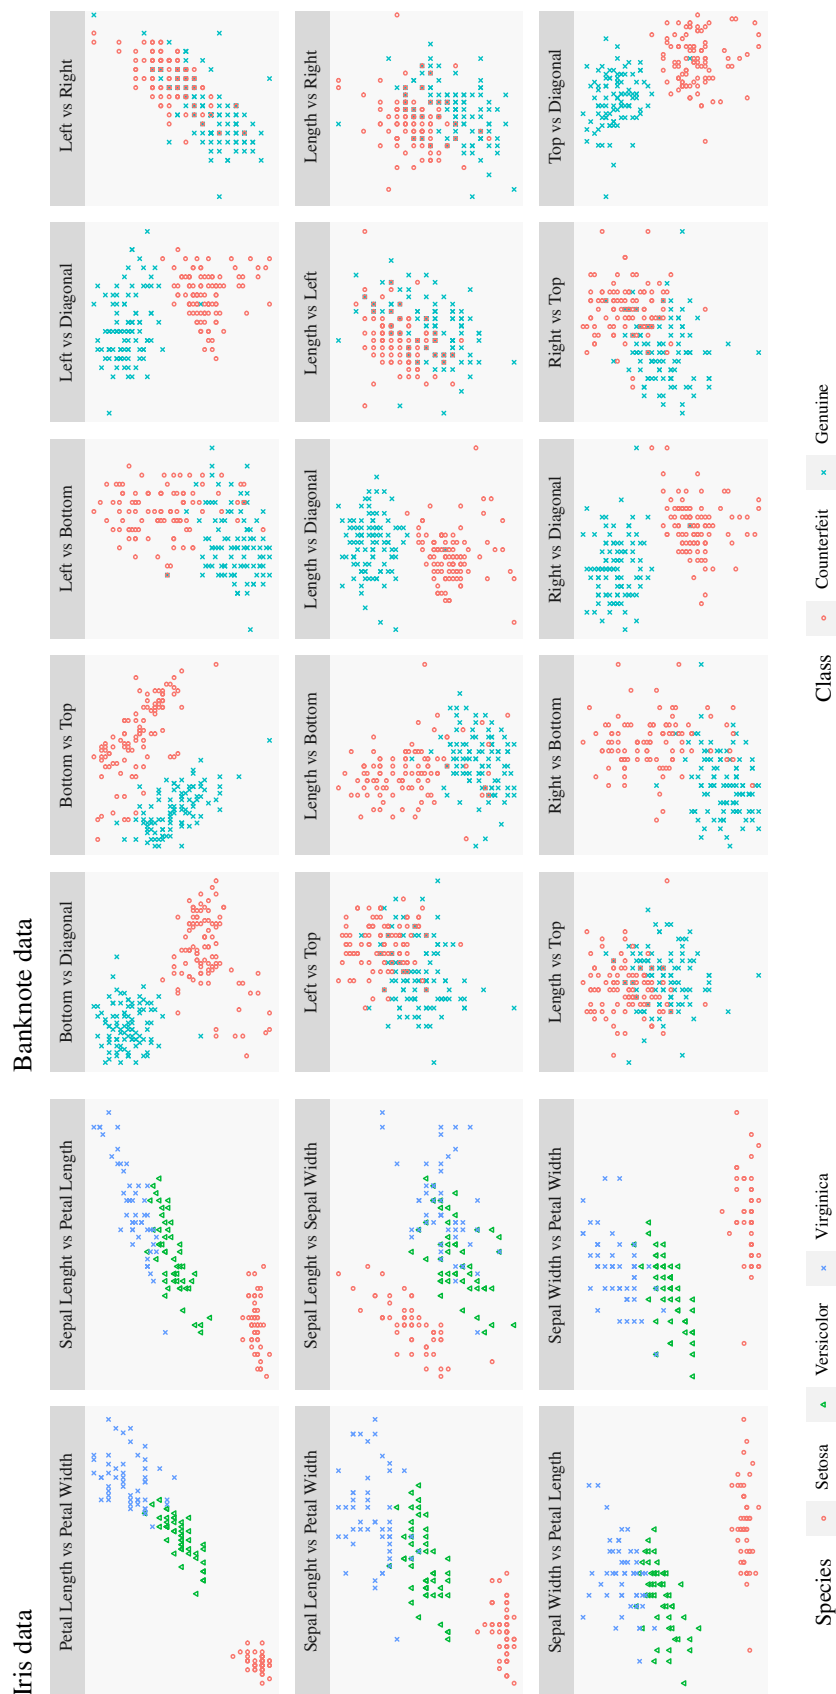 Iris data
Petal Length vs Petal Width
Sepal Lenght vs Petal Length
Sepal Lenght vs Petal Width
Sepal Lenght vs Sepal Width
Sepal Width vs Petal Length
Sepal Width vs Petal Width
Species
Setosa
Versicolor
Virginica
Banknote data
Bottom vs Diagonal
Bottom vs Top
Left vs Bottom
Left vs Diagonal
Left vs Right
Left vs Top
Length vs Bottom
Length vs Diagonal
Length vs Left
Length vs Right
Length vs Top
Right vs Bottom
Right vs Diagonal
Right vs Top
Top vs Diagonal
Class
Counterfeit
Genuine